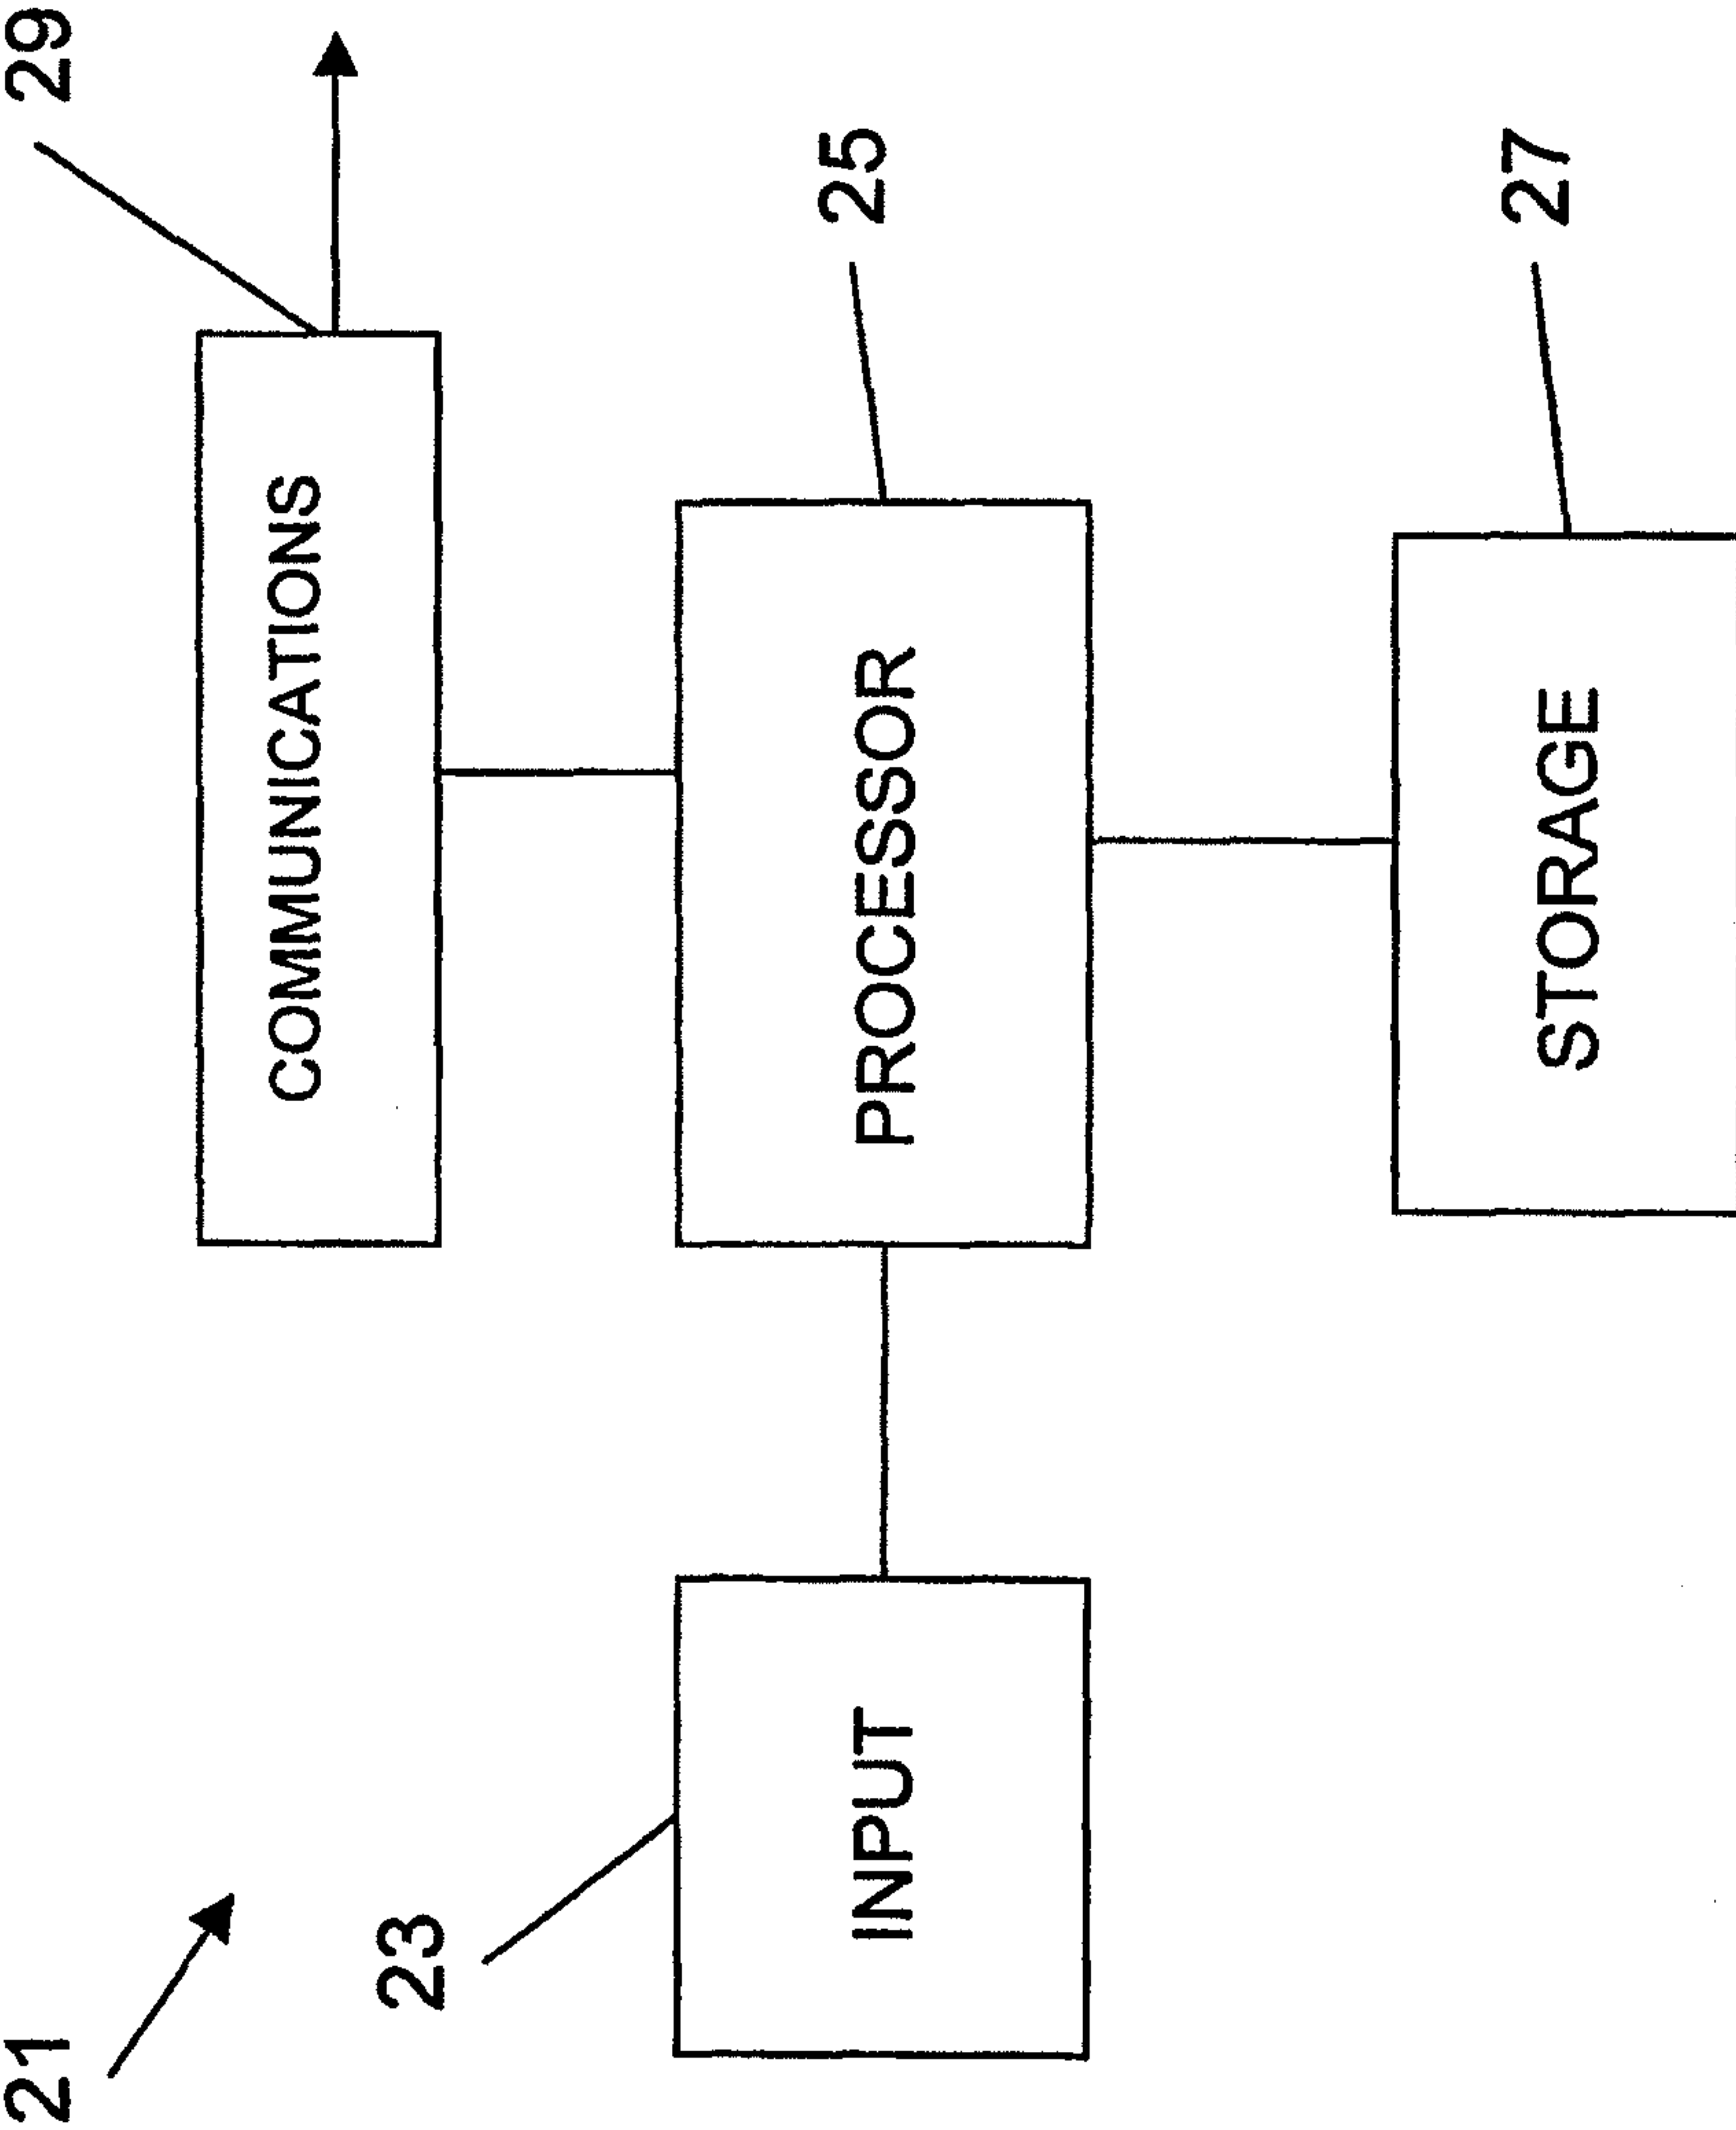 21
29
COMMUNICATIONS
23
25
INPUT
PROCESSOR
27
STORAGE